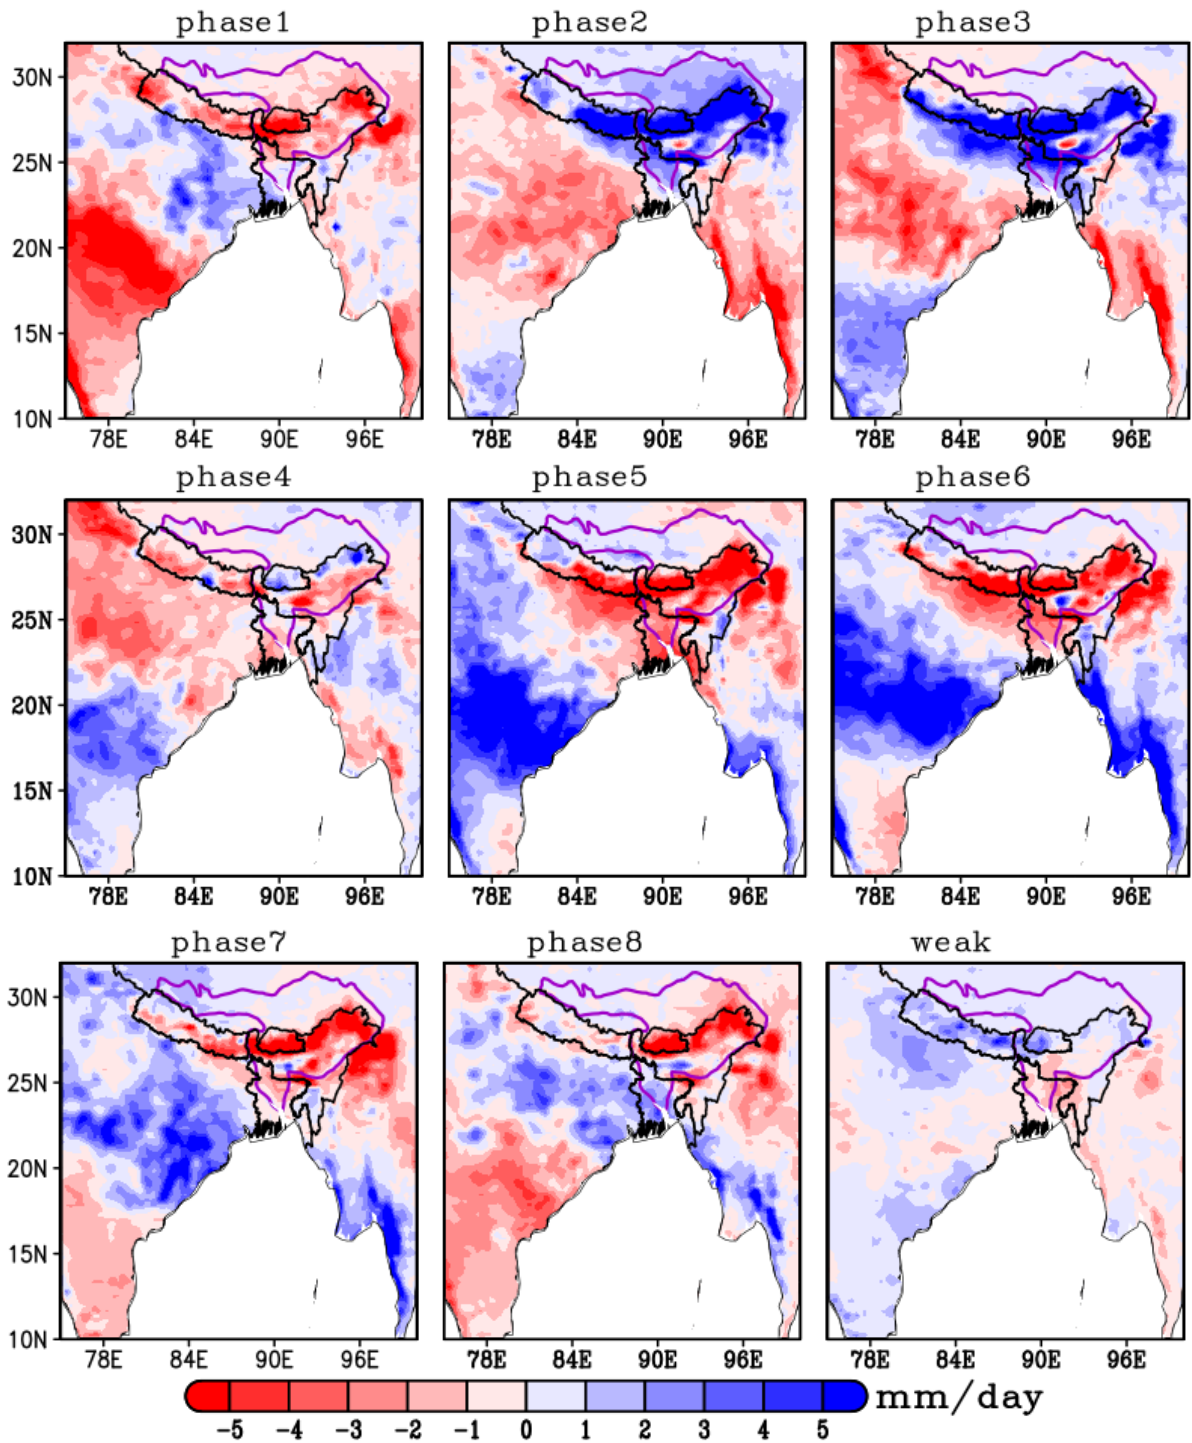 phase1 phase2 phase3
30N
25N
20N
15N
10N
78E 84E 90E 96E 78E 84E 90E 96E 78E 84E 90E 96E
phase4 phase5 phase6
30N
25N
20N
15N
10N
78E 84E 90E 96E 78E 84E 90E 96E 78E 84E 90E 96E
phase7 phase8 weak
30N
25N
20N
15N
10N
78E 84E 90E 96E 78E 84E 90E 96E 78E 84E 90E 96E
mm/day
-5 -4 -3 -2 -1 0 1 2 3 4 5